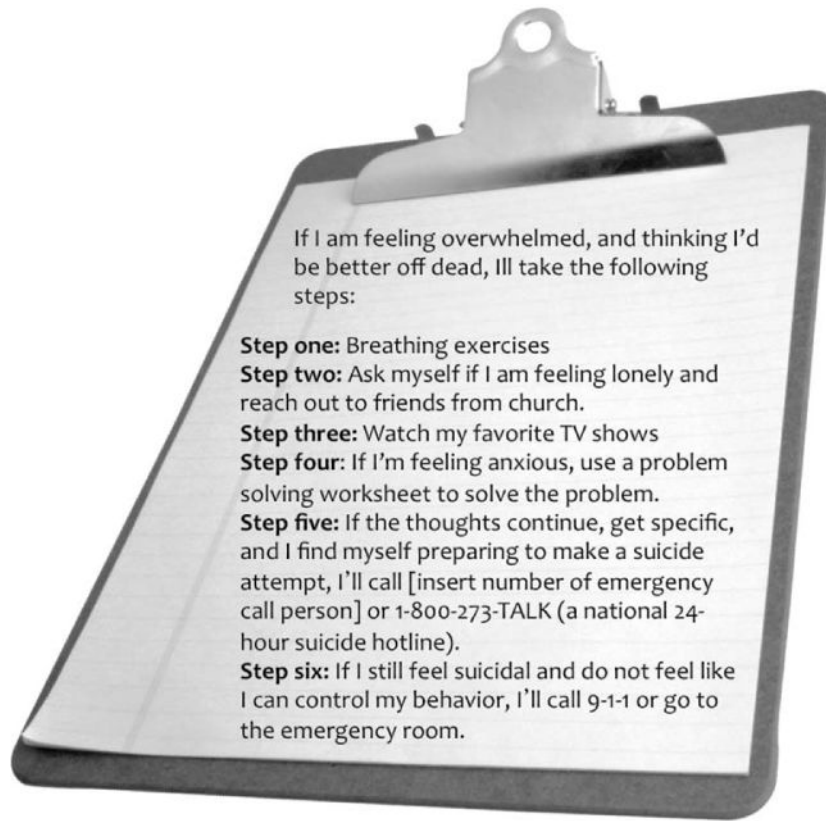 If I am feeling overwhelmed, and thinking I’d
be better off dead, Ill take the following
steps:
Step one: Breathing exercises
Step two: Ask myself if I am feeling lonely and
reach out to friends from church.
Step three: Watch my favorite TV shows
Step four: If I’m feeling anxious, use a problem
solving worksheet to solve the problem.
Step five: If the thoughts continue, get specific,
and I find myself preparing to make a suicide
attempt, I’ll call [insert number of emergency
call person] or 1-800-273-TALK (a national 24-
hour suicide hotline).
Step six: If I still feel suicidal and do not feel like
I can control my behavior, I’ll call 9-1-1 or go to
the emergency room.